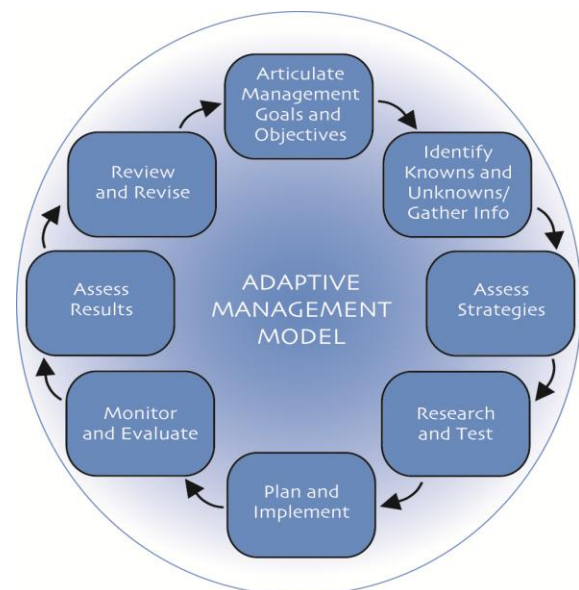 Articulate
Management
Goals and
Objectives
Identify
Knowns and
Unknowns/
Gather Info
Assess
Strategies
Research
and Test
Plan and
Implement
Monitor
and Evaluate
Assess
Results
Review
and Revise
ADAPTIVE
MANAGEMENT
MODEL